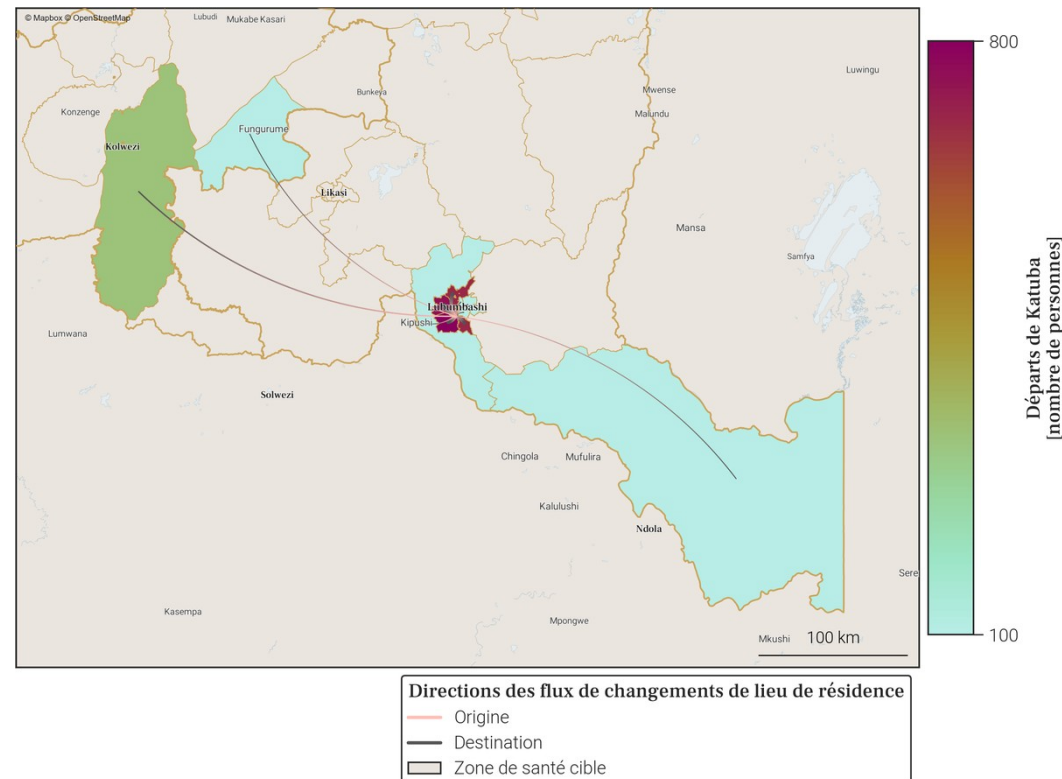 © Mapbox © OpenStreetMap
Lubudi
Mukabe Kasari
Luwingu
Bunkeya
Mwense
Konzenge
Malundu
Fungurume
Kolwezi
Likasi
Mansa
Samfya
Lubumbashi
Kipushi
Lumwana
Solwezi
Chingola
Mufulira
Kalulushi
Ndola
Sere
Kasempa
Mpongwe
Mkushi
100 km
800
100
Départs de Katuba
[nombre de personnes]
Directions des flux de changements de lieu de résidence
Origine
Destination
Zone de santé cible